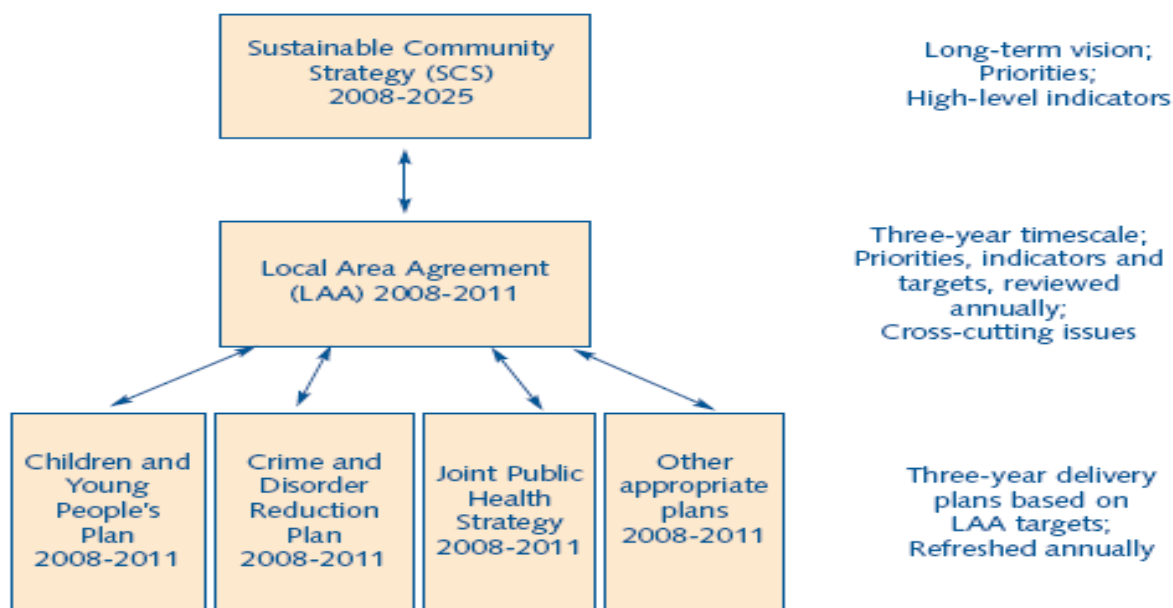 Sustainable Community
Strategy (SCS)
2008-2025
Long-term vision;
Priorities;
High-level indicators
Local Area Agreement
(LAA) 2008-2011
Three-year timescale;
Priorities, indicators and
targets, reviewed
annually;
Cross-cutting issues
Children and
Young
People's
Plan
2008-2011
Crime and
Disorder
Reduction
Plan
2008-2011
Joint Public
Health
Strategy
2008-2011
Other
appropriate
plans
2008-2011
Three-year delivery
plans based on
LAA targets;
Refreshed annually